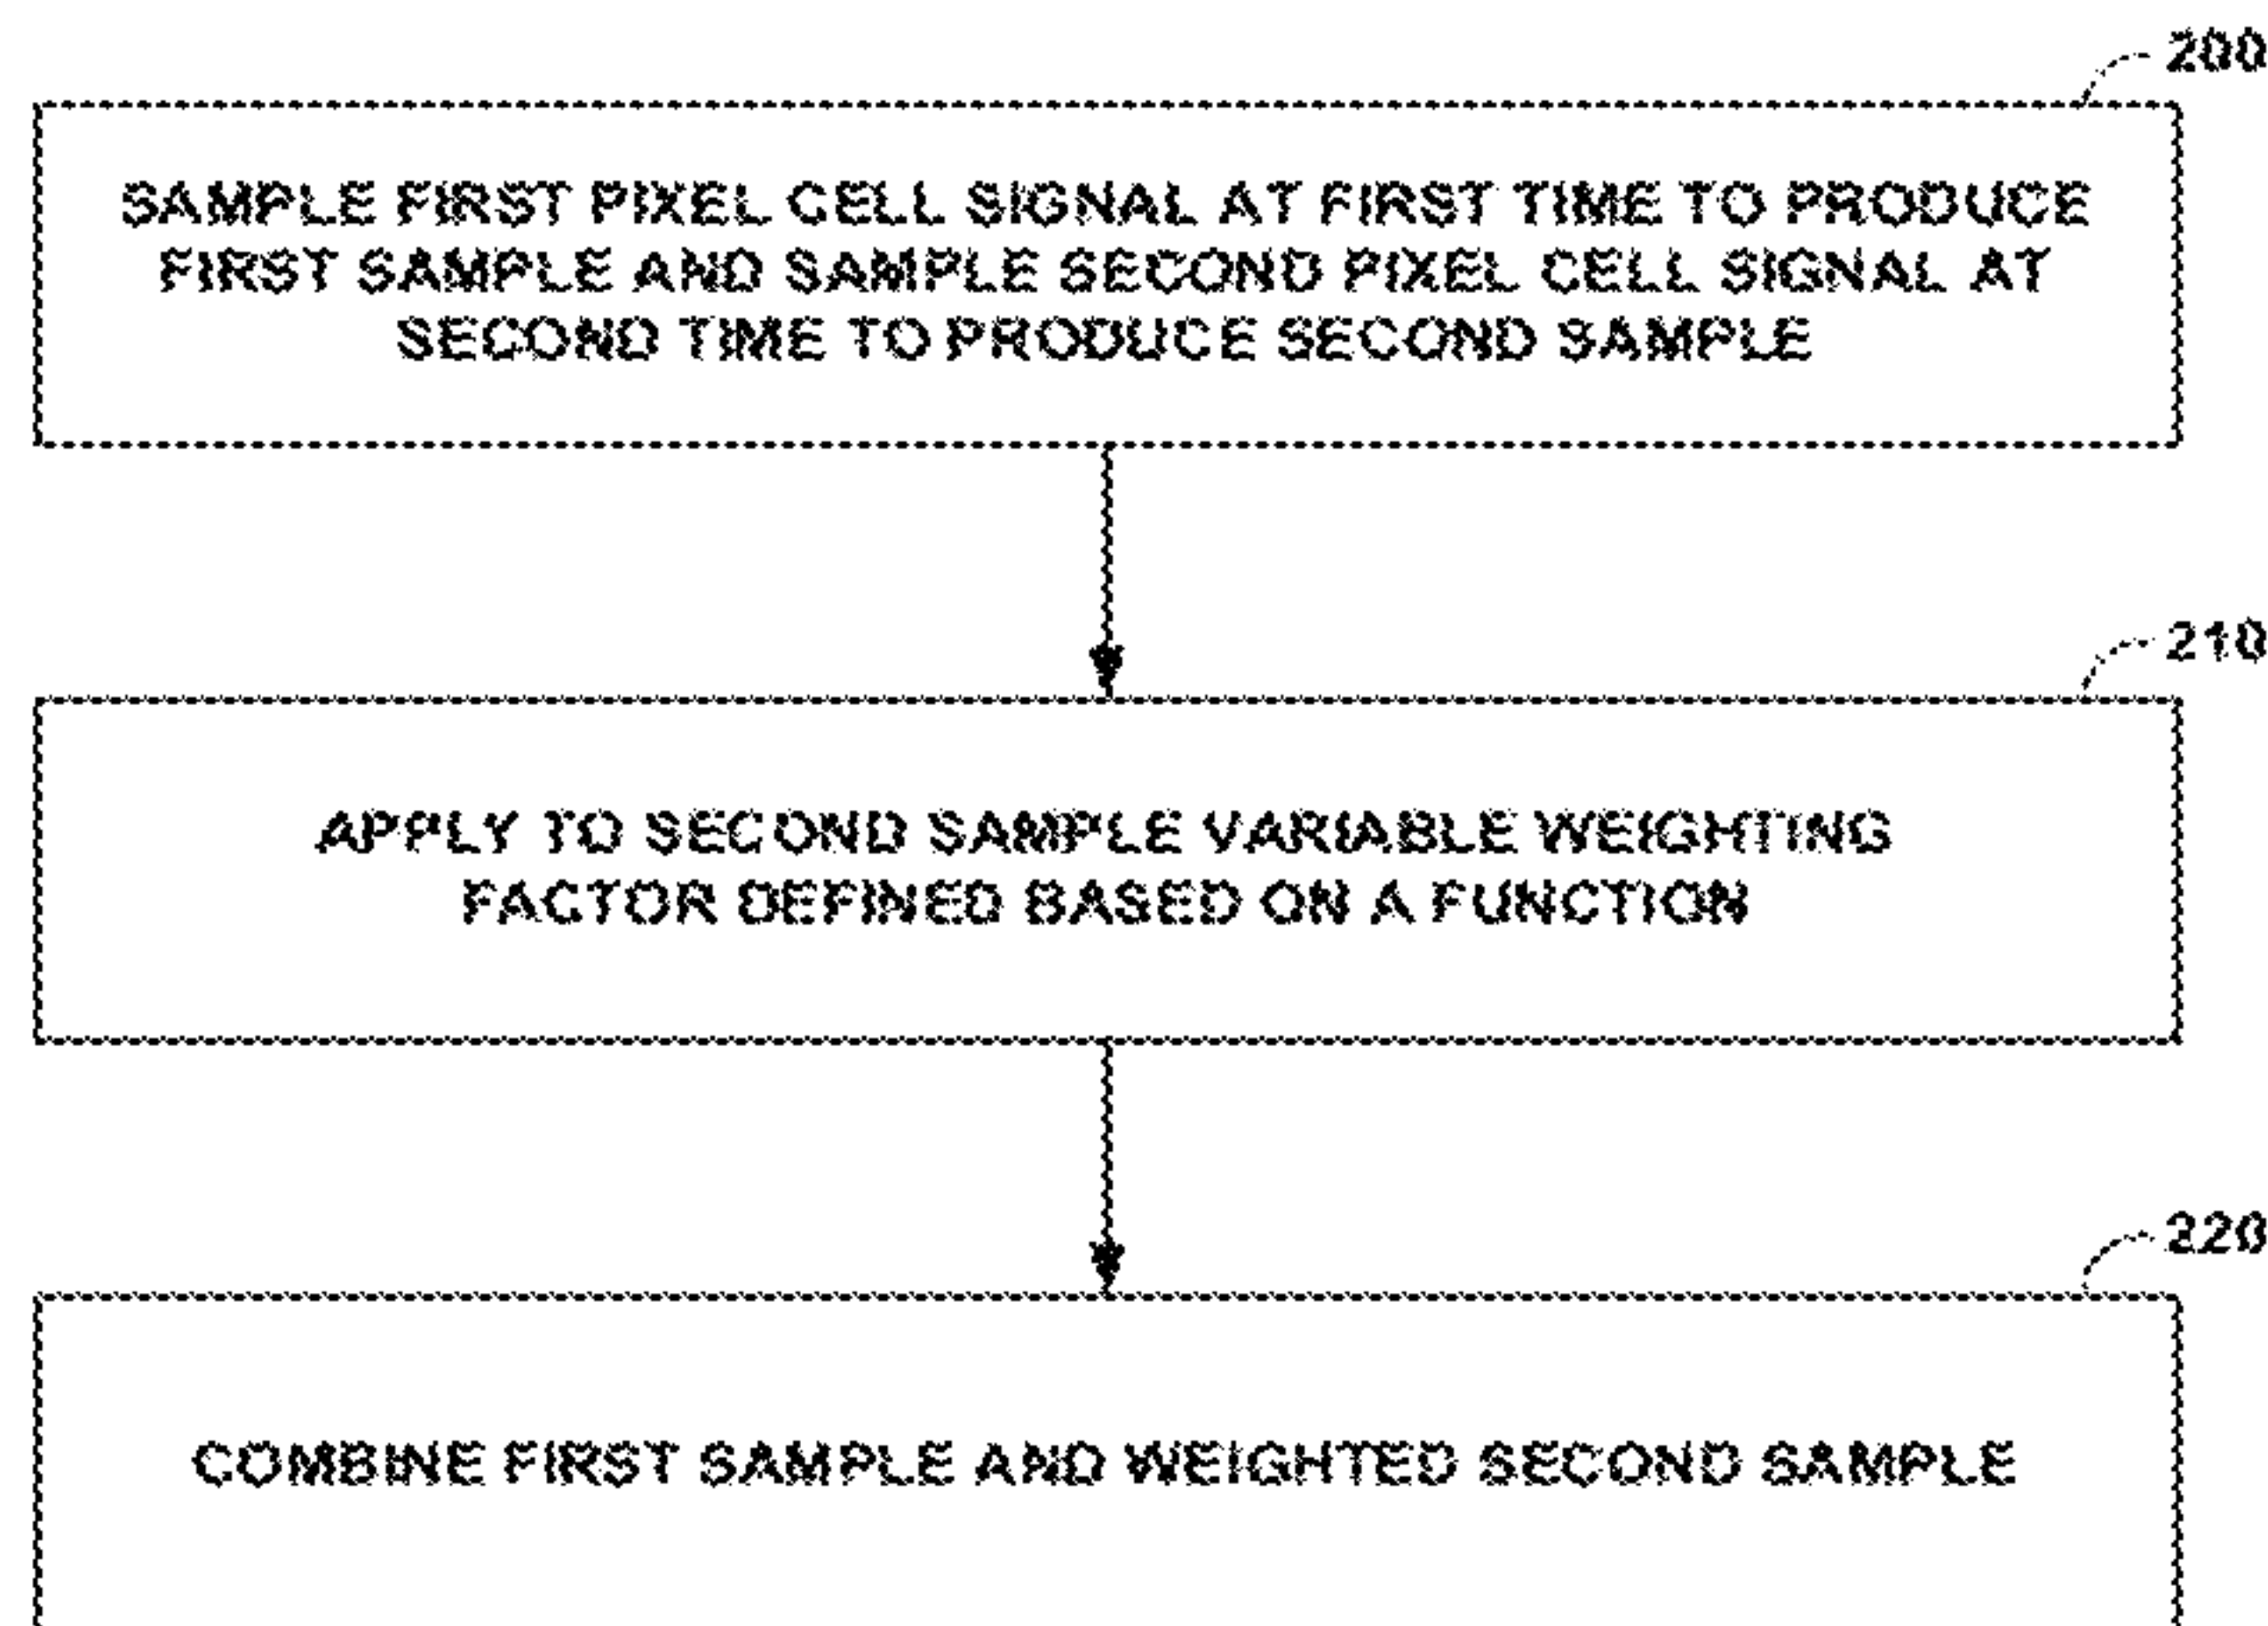 200
SAMPLE FIRST PIXEL CELL SIGNAL AT FIRST TIME TO PRODUCE
FIRST SAMPLE AND SAMPLE SECOND PIXEL CELL SIGNAL AT
SECOND TIME TO PRODUCE SECOND SAMPLE
210
APPLY TO SECOND SAMPLE VARIABLE WEIGHTING
FACTOR DEFINED BASED ON A FUNCTION
220
COMBINE FIRST SAMPLE AND WEIGHTED SECOND SAMPLE